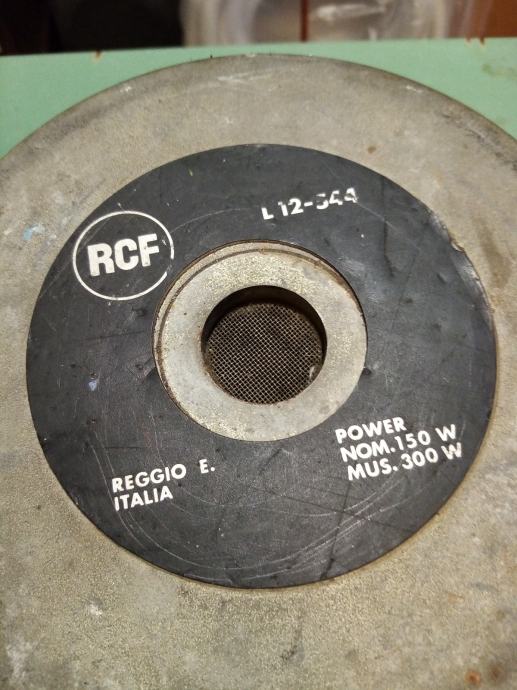 L 12-544
RCF
POWER
NOM. 150 W
MUS. 300 W
REGGIO E.
ITALIA